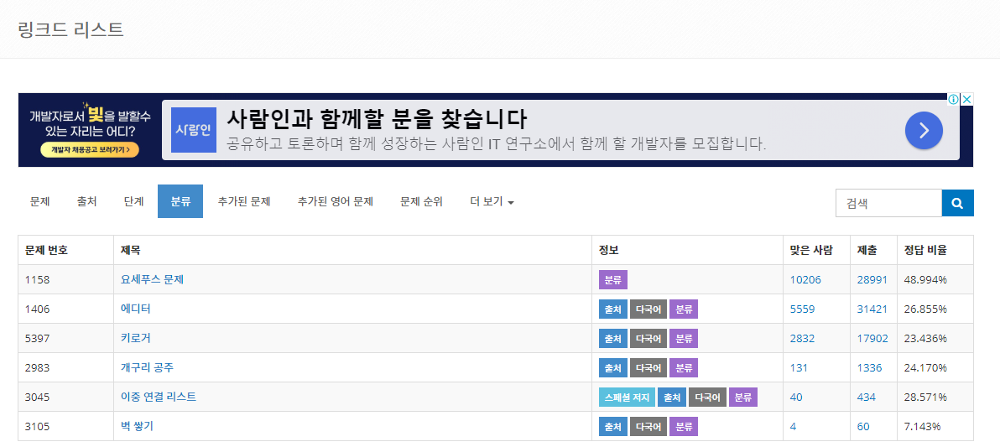 링크드 리스트
개발자로서 빛을 발할수
있는 자리는 어디?
개발자 채용공고 보러가기 >
사람인
사람인과 함께할 분을 찾습니다
공유하고 토론하며 함께 성장하는 사람인 IT 연구소에서 함께 할 개발자를 모집합니다.
문제 출처 단계 분류 추가된 문제 추가된 영어 문제 문제 순위 더 보기 검색
문제 번호 제목 정보 맞은 사람 제출 정답 비율
1158 요세푸스 문제 분류 10206 28991 48.994%
1406 에디터 출처 다국어 분류 5559 31421 26.855%
5397 키로거 출처 다국어 분류 2832 17902 23.436%
2983 개구리 공주 출처 다국어 분류 131 1336 24.170%
3045 이중 연결 리스트 스페셜 저지 출처 다국어 분류 40 434 28.571%
3105 벽 쌓기 출처 다국어 분류 4 60 7.143%